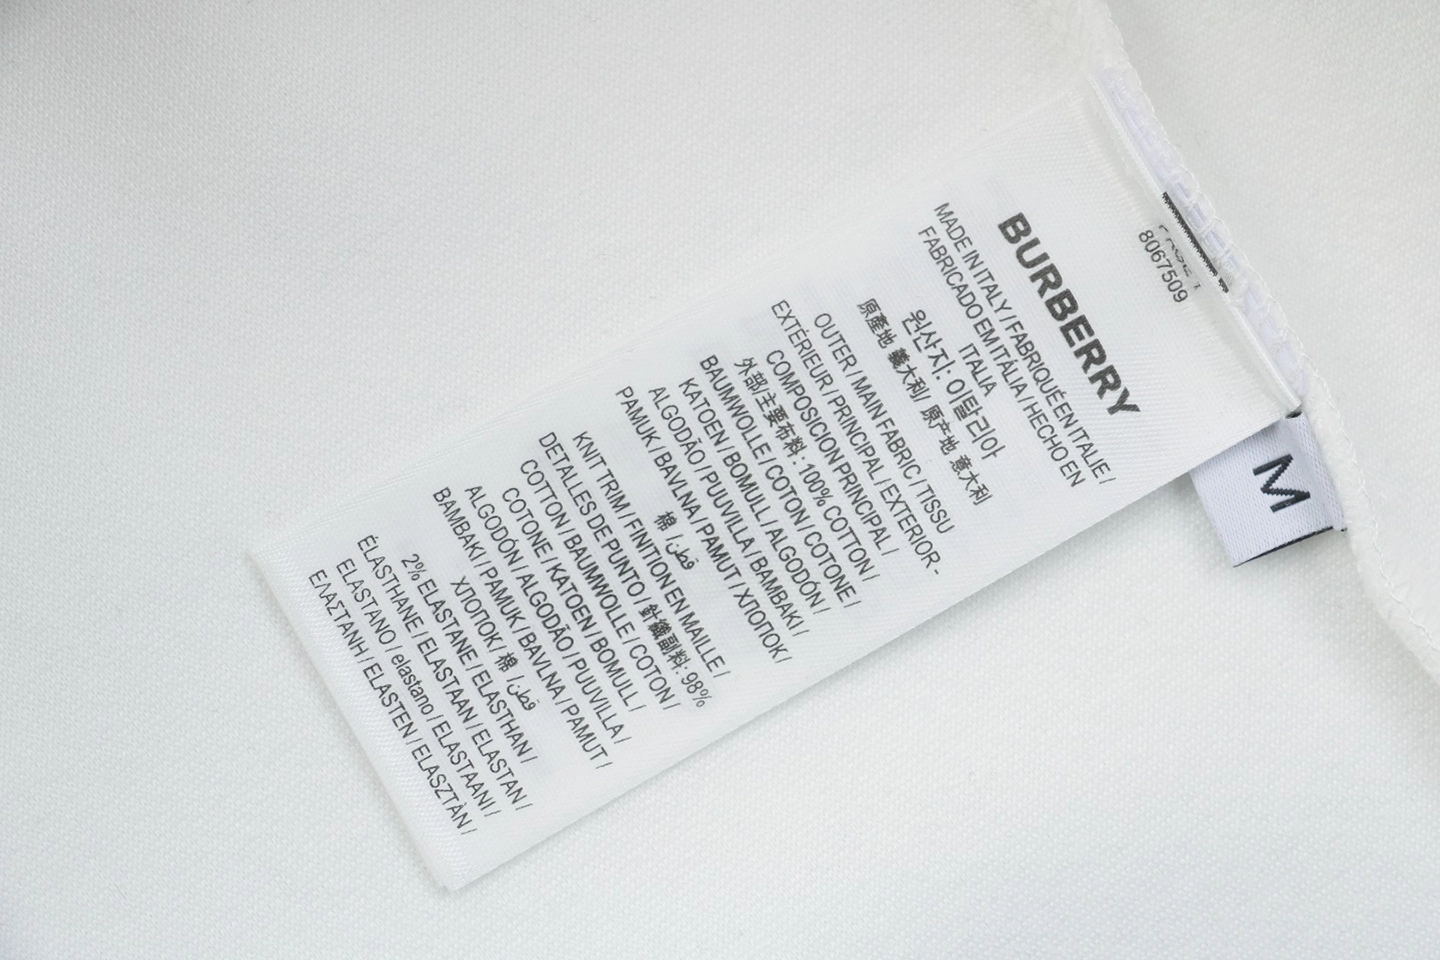 8067509
BURBERRY
MADE IN ITALY / FABRIQUÉ EN ITALIE /
FABRICADO EM ITÁLIA / HECHO EN
ITALIA
원산지: 이탈리아
原產地 義大利/ 原产地 意大利
OUTER / MAIN FABRIC / TISSU
EXTÉRIEUR / PRINCIPAL / EXTERIOR -
COMPOSICION PRINCIPAL /
外部/主要布料 : 100% COTTON /
BAUMWOLLE / COTON / COTONE /
KATOEN / BOMULL / ALGODÓN /
ALGODÃO / PUUVILLA / BAMBAKI /
PAMUK / BAVLNA / PAMUT / ХЛОПОК /
棉 /قطن
KNIT TRIM / FINITION EN MAILLE /
DETALLES DE PUNTO / 針織副料: 98%
COTTON / BAUMWOLLE / COTON /
COTONE / KATOEN / BOMULL /
ALGODÓN / ALGODÃO / PUUVILLA /
BAMBAKI / PAMUK / BAVLNA / PAMUT /
ХЛОПОК/ 棉 /قطن
2% ELASTANE / ELASTHAN /
ÉLASTHANE / ELASTAAN / ELASTAN /
ELASTANO / elastano / ELASTAANI /
ΕΛΑΣΤΑΝΗ / ELASTEN / ELASZTÀN /
M